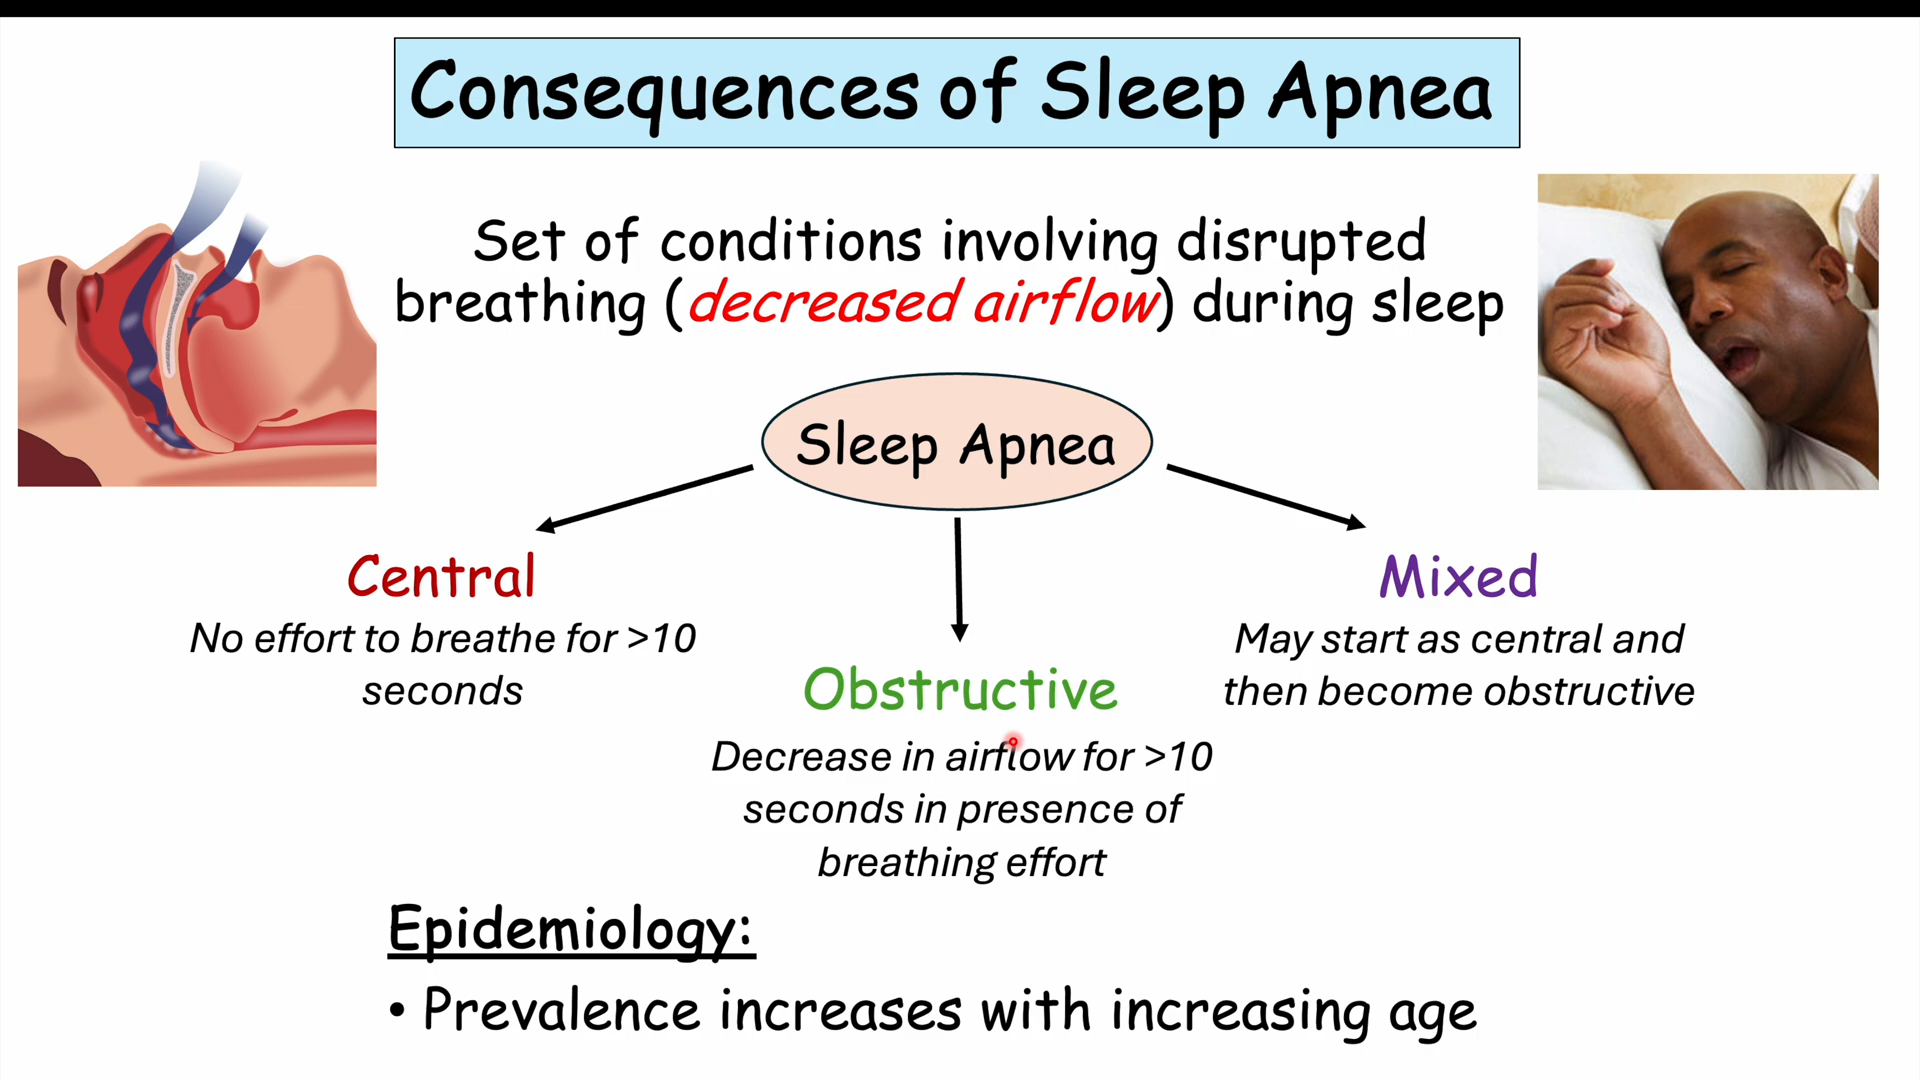 Consequences of Sleep Apnea
Set of conditions involving disrupted
breathing (decreased airflow) during sleep
Sleep Apnea
Central
No effort to breathe for >10
seconds
Obstructive
Decrease in airflow for >10
seconds in presence of
breathing effort
Mixed
May start as central and
then become obstructive
Epidemiology:
• Prevalence increases with increasing age